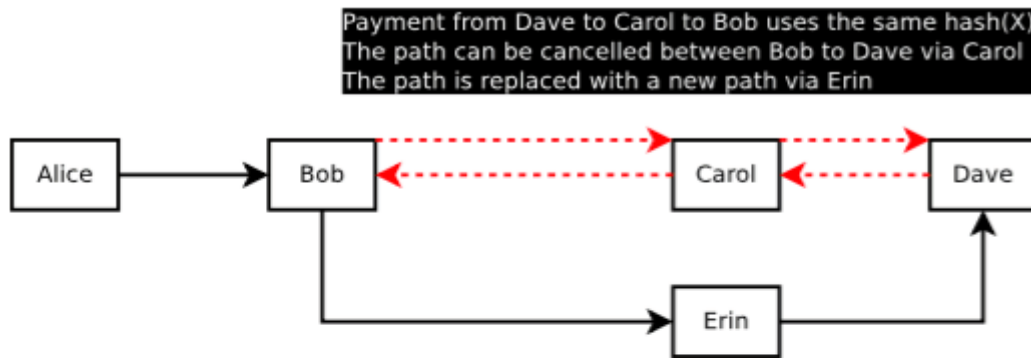 Payment from Dave to Carol to Bob uses the same hash(X)
The path can be cancelled between Bob to Dave via Carol
The path is replaced with a new path via Erin
Alice
Bob
Carol
Dave
Erin